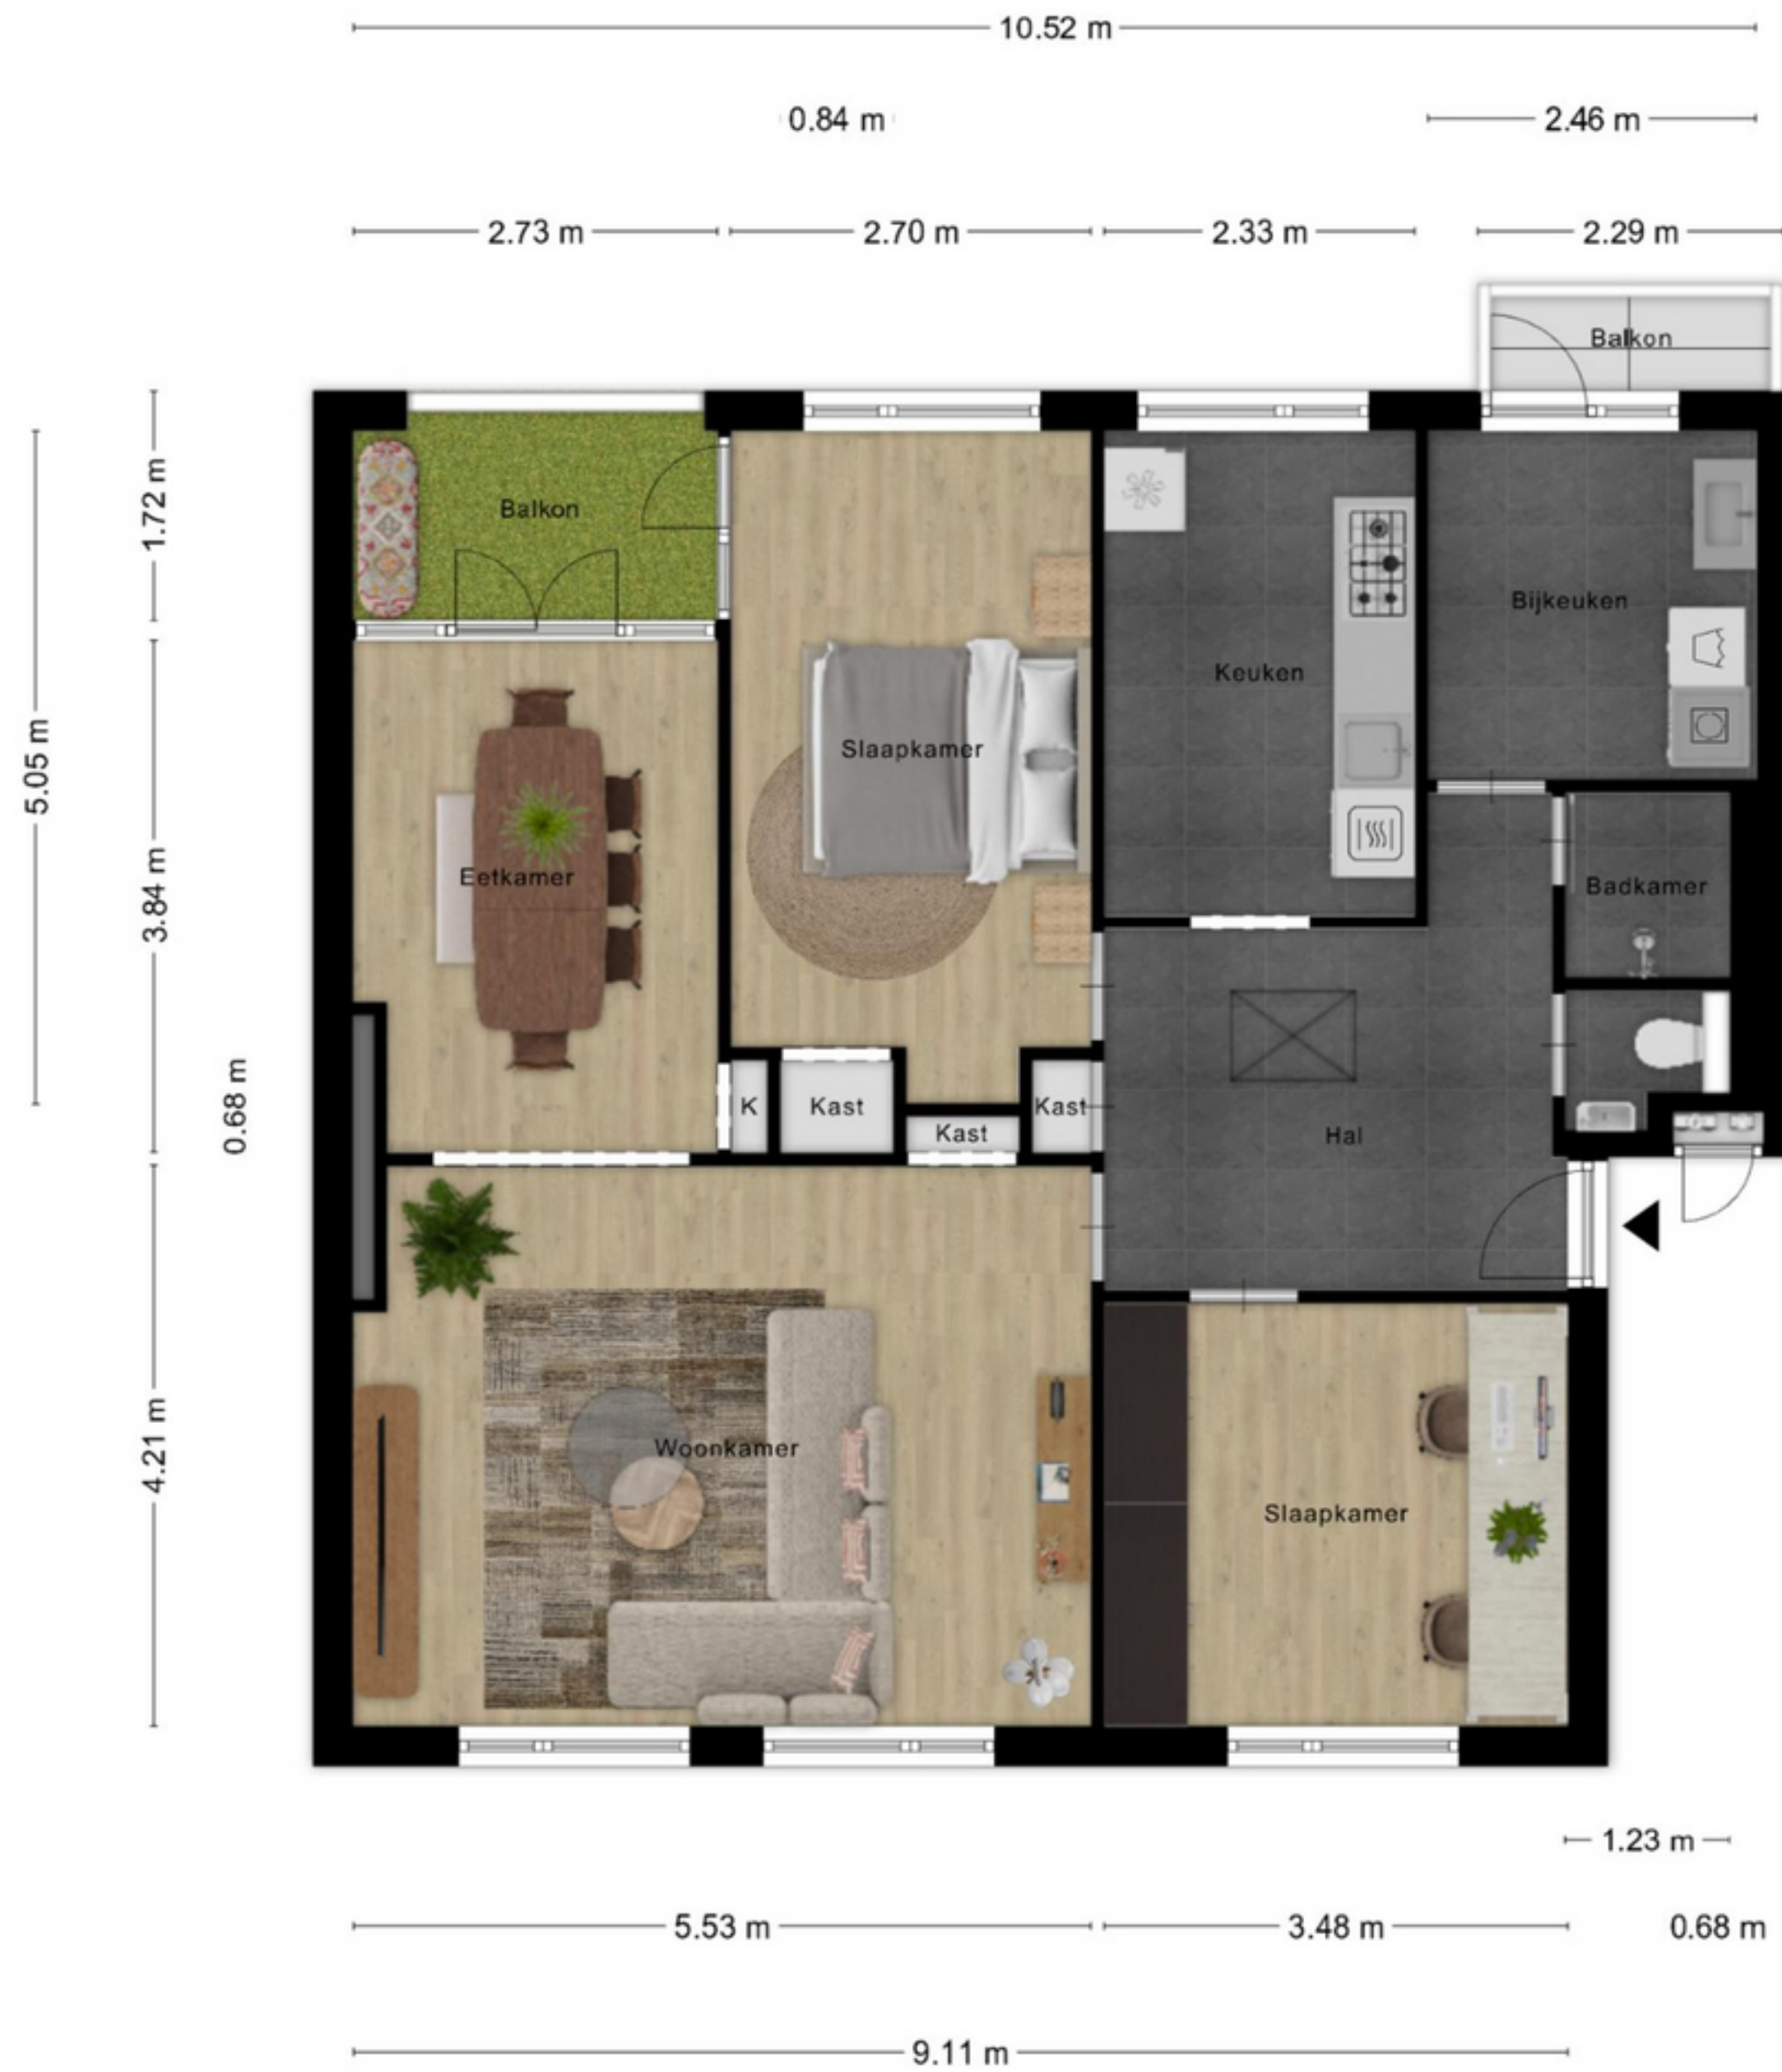 10.52 m
0.84 m
2.46 m
2.73 m
2.70 m
2.33 m
2.29 m
Balkon
1.72 m
Balkon
Bijkeuken
Keuken
5.05 m
Slaapkamer
3.84 m
Eetkamer
Badkamer
0.68 m
K
Kast
Kast
Kast
Hal
4.21 m
Woonkamer
Slaapkamer
1.23 m
5.53 m
3.48 m
0.68 m
9.11 m